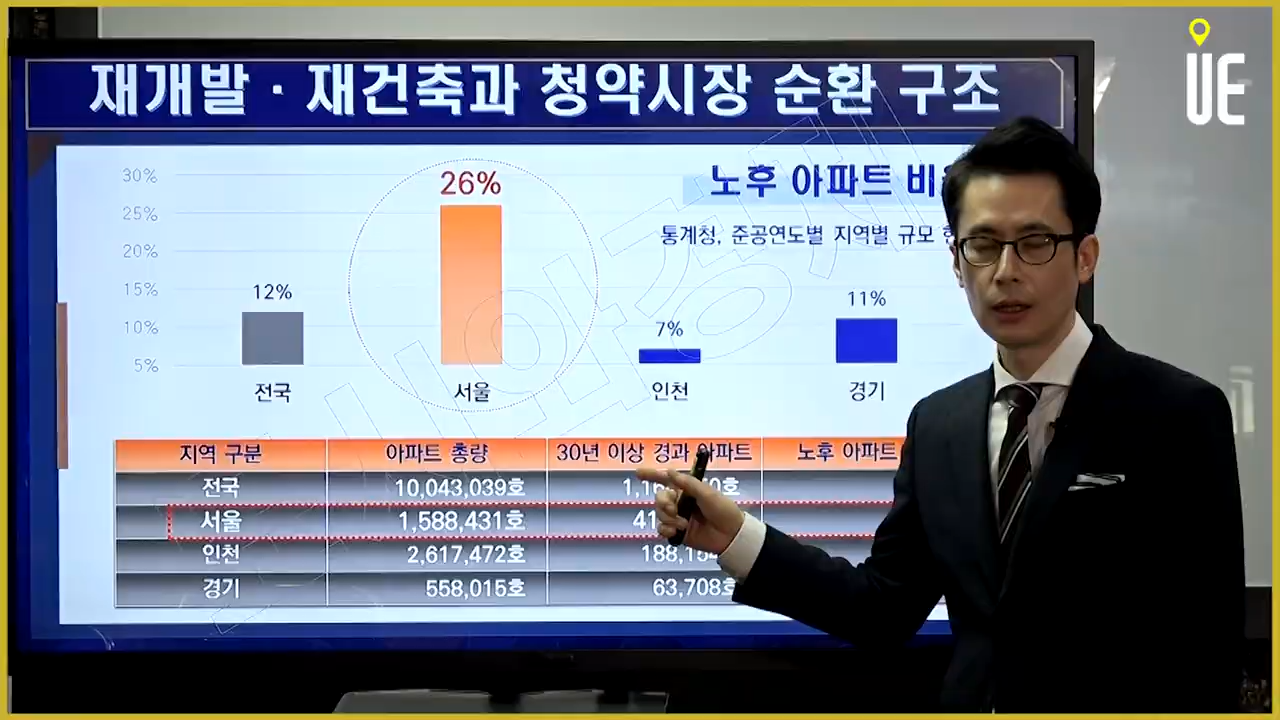 재개발 · 재건축과 청약시장 순환 구조
UE
30%
25%
20%
15%
10%
5%
노후 아파트
통계청, 준공연도별 지역별 규모
12%
26%
7%
11%
전국
서울
인천
경기
지역 구분 아파트 총량 30년 이상 경과 아파트 노후 아파트
전국 10,043,039호
서울 1,588,431호
인천 2,617,472호
경기 558,015호 63,708호